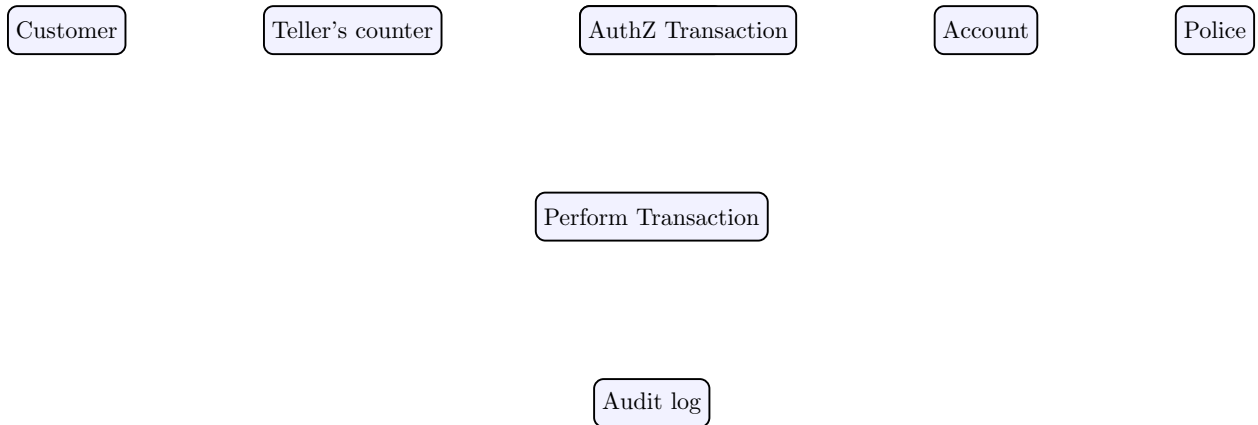 Customer
Teller's counter
AuthZ Transaction
Account
Police
Perform Transaction
Audit log